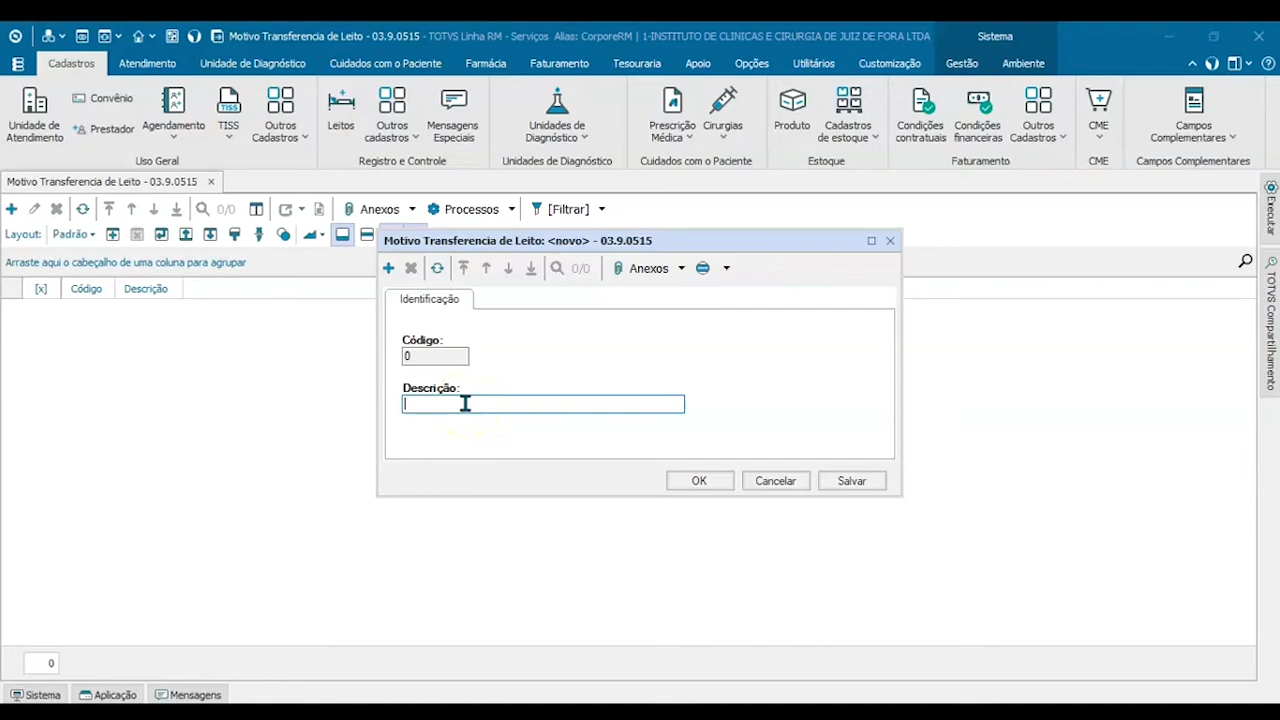 Motivo Transferencia de Leito - 03.9.0515 - TOTVS Linha RM - Serviços Alias: CorporeRM | 1-INSTITUTO DE CLINICAS E CIRURGIA DE JUIZ DE FORA LTDA
Sistema
Cadastros Atendimento Unidade de Diagnóstico Cuidados com o Paciente Farmácia Faturamento Tesouraria Apoio Opções Utilitários Customização Gestão Ambiente
Unidade de Atendimento
Convênio
Prestador
Agendamento
TISS
TISS
Outros Cadastros
Leitos
Outros cadastros
Mensagens Especiais
Unidades de Diagnóstico
Prescrição Médica
Cirurgias
Produto
Cadastros de estoque
Condições contratuais
Condições financeiras
Outros Cadastros
CME
Campos Complementares
Uso Geral Registro e Controle Unidades de Diagnóstico Cuidados com o Paciente Estoque Faturamento CME Campos Complementares
Motivo Transferencia de Leito - 03.9.0515
0/0 Anexos Processos [Filtrar]
Layout: Padrão
Arraste aqui o cabeçalho de uma coluna para agrupar
[x] Código Descrição
Motivo Transferencia de Leito: <novo> - 03.9.0515
0/0 Anexos
Identificação
Código:
0
Descrição:
OK Cancelar Salvar
Executar
TOTVS Compartilhamento
0
Sistema Aplicação Mensagens